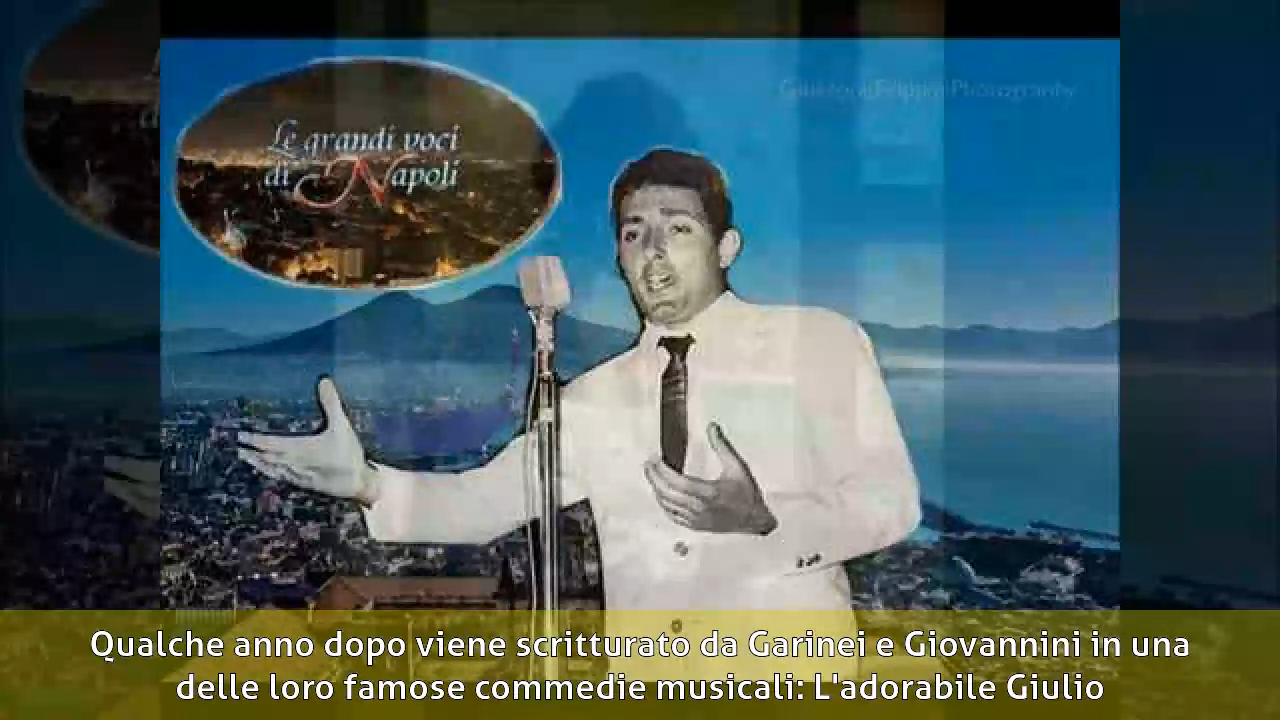 Le grandi voci
di Napoli
Qualche anno dopo viene scritturato da Garinei e Giovannini in una
delle loro famose commedie musicali: L'adorabile Giulio